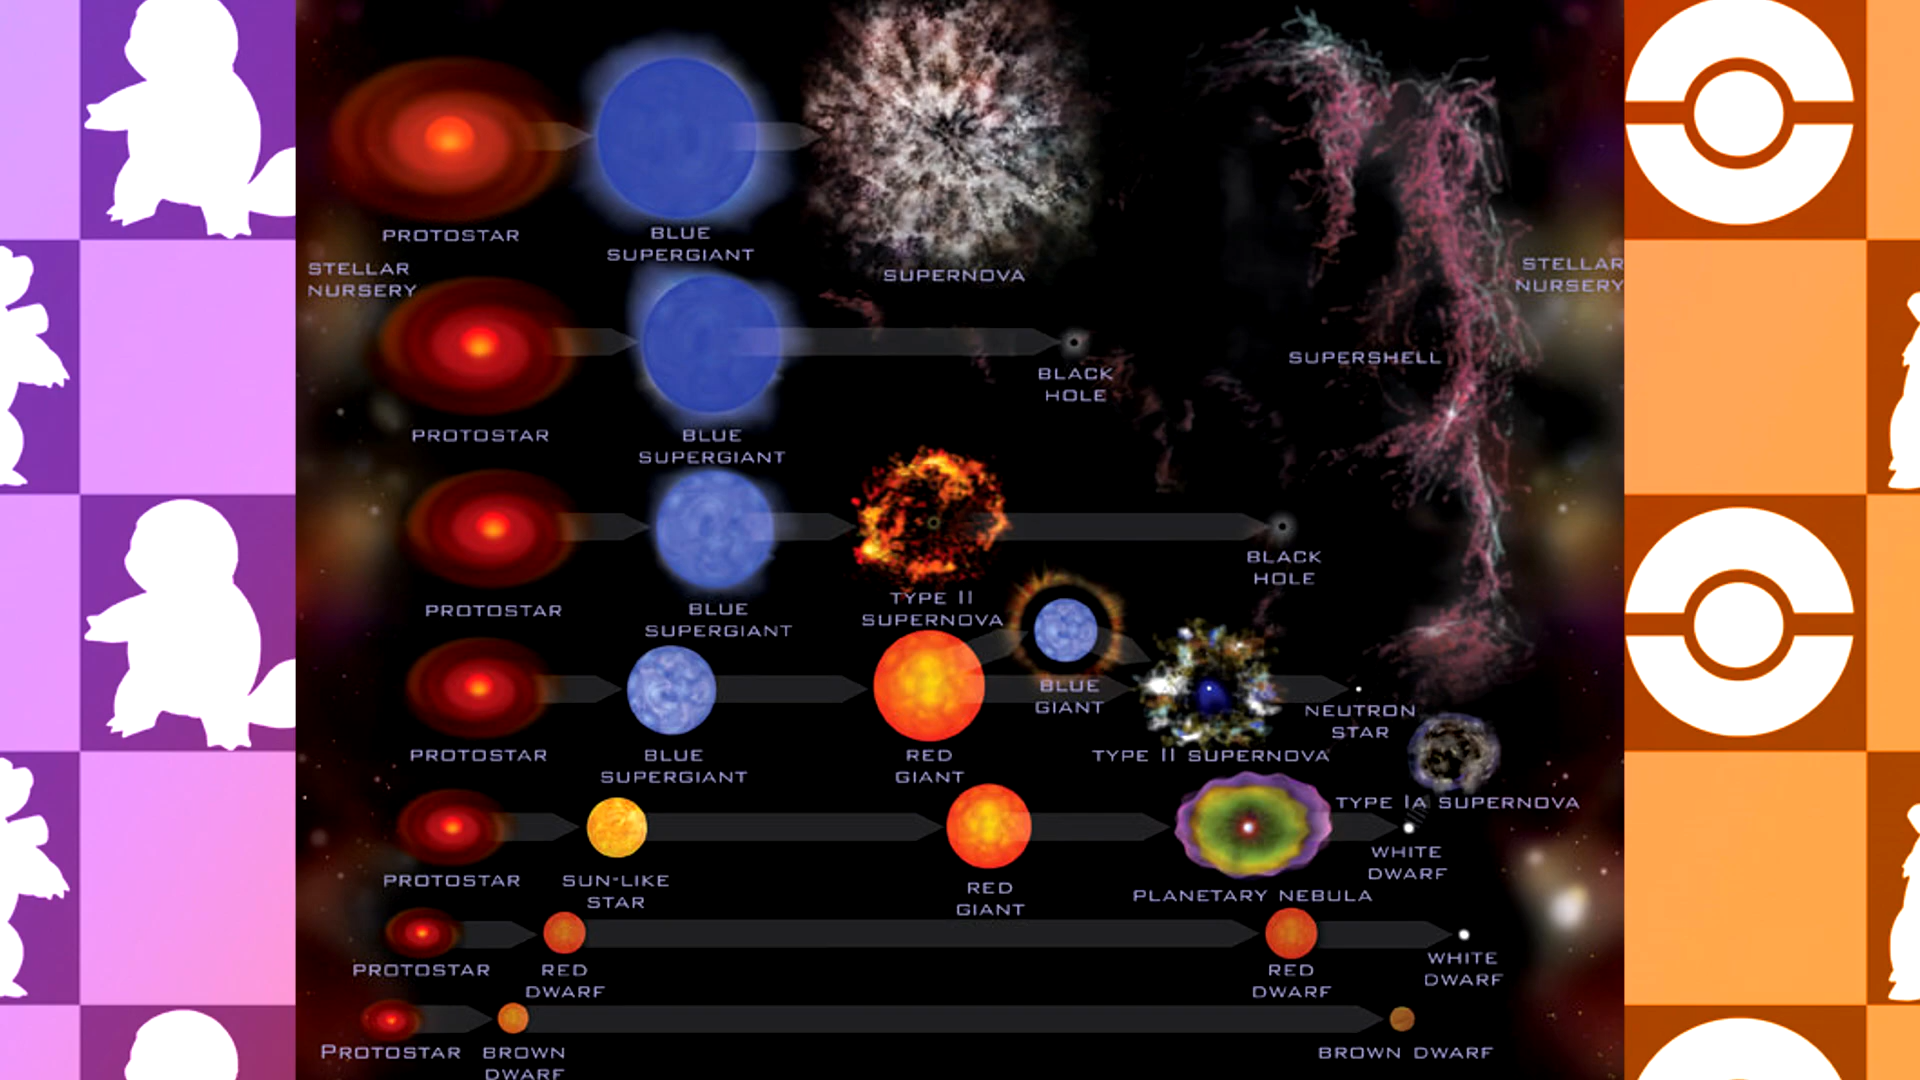 PROTOSTAR
BLUE
SUPERGIANT
SUPERNOVA
STELLAR
NURSERY
STELLAR
NURSERY
SUPERSHELL
BLACK
HOLE
PROTOSTAR
BLUE
SUPERGIANT
BLACK
HOLE
PROTOSTAR
BLUE
SUPERGIANT
TYPE II
SUPERNOVA
BLUE
GIANT
NEUTRON
STAR
PROTOSTAR
BLUE
SUPERGIANT
RED
GIANT
TYPE II SUPERNOVA
TYPE IA SUPERNOVA
WHITE
DWARF
PROTOSTAR
SUN-LIKE
STAR
RED
GIANT
PLANETARY NEBULA
PROTOSTAR
RED
DWARF
RED
DWARF
WHITE
DWARF
PROTOSTAR
BROWN
DWARF
BROWN DWARF